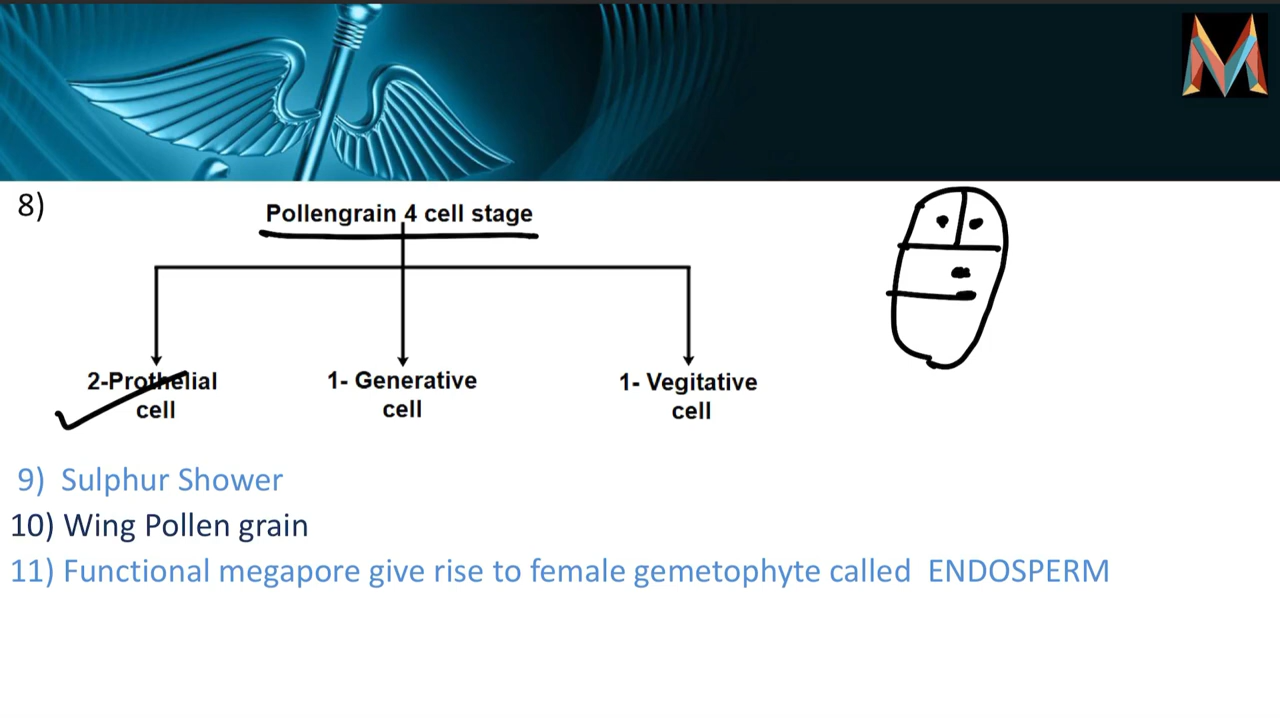 8)
Pollengrain 4 cell stage
2-Prothelial
cell
1- Generative
cell
1- Vegitative
cell
9) Sulphur Shower
10) Wing Pollen grain
11) Functional megapore give rise to female gemetophyte called ENDOSPERM